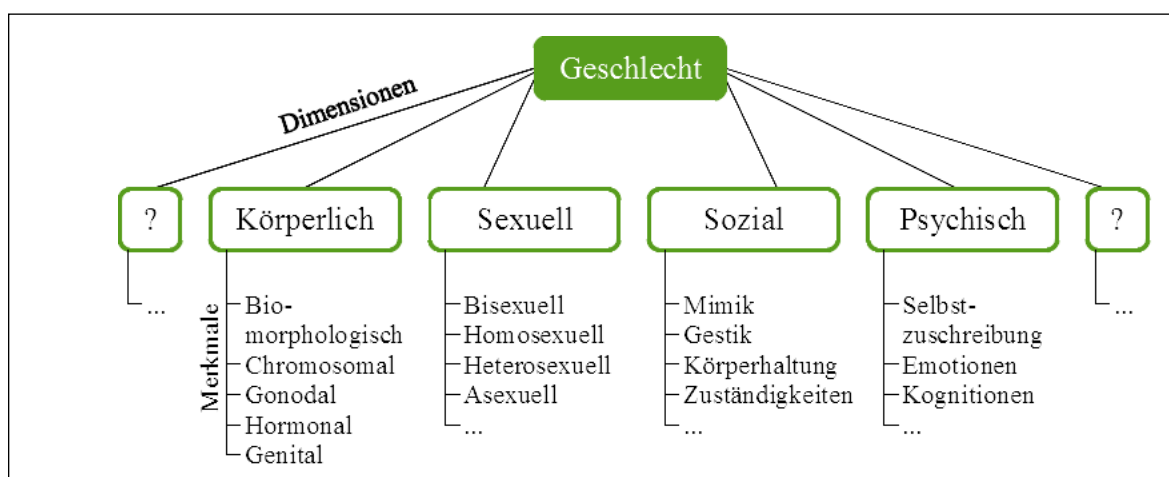 Geschlecht
Dimensionen
?
...
Körperlich
Merkmale
Bio-
morphologisch
Chromosomal
Gonodal
Hormonal
Genital
Sexuell
Bisexuell
Homosexuell
Heterosexuell
Asexuell
...
Sozial
Mimik
Gestik
Körperhaltung
Zuständigkeiten
...
Psychisch
Selbst-
zuschreibung
Emotionen
Kognitionen
...
?
...